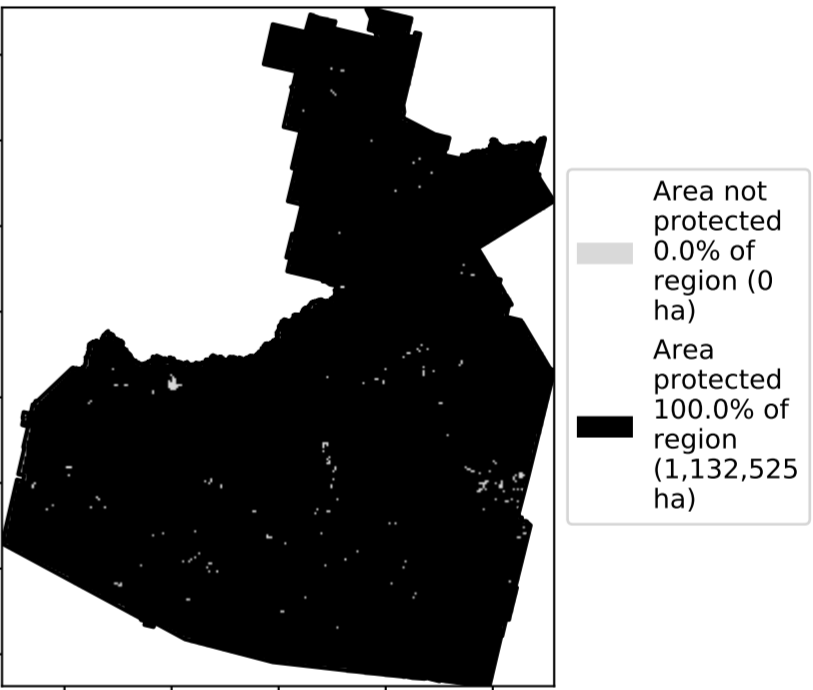 Area not
protected
0.0% of
region (0
ha)
Area
protected
100.0% of
region
(1,132,525
ha)